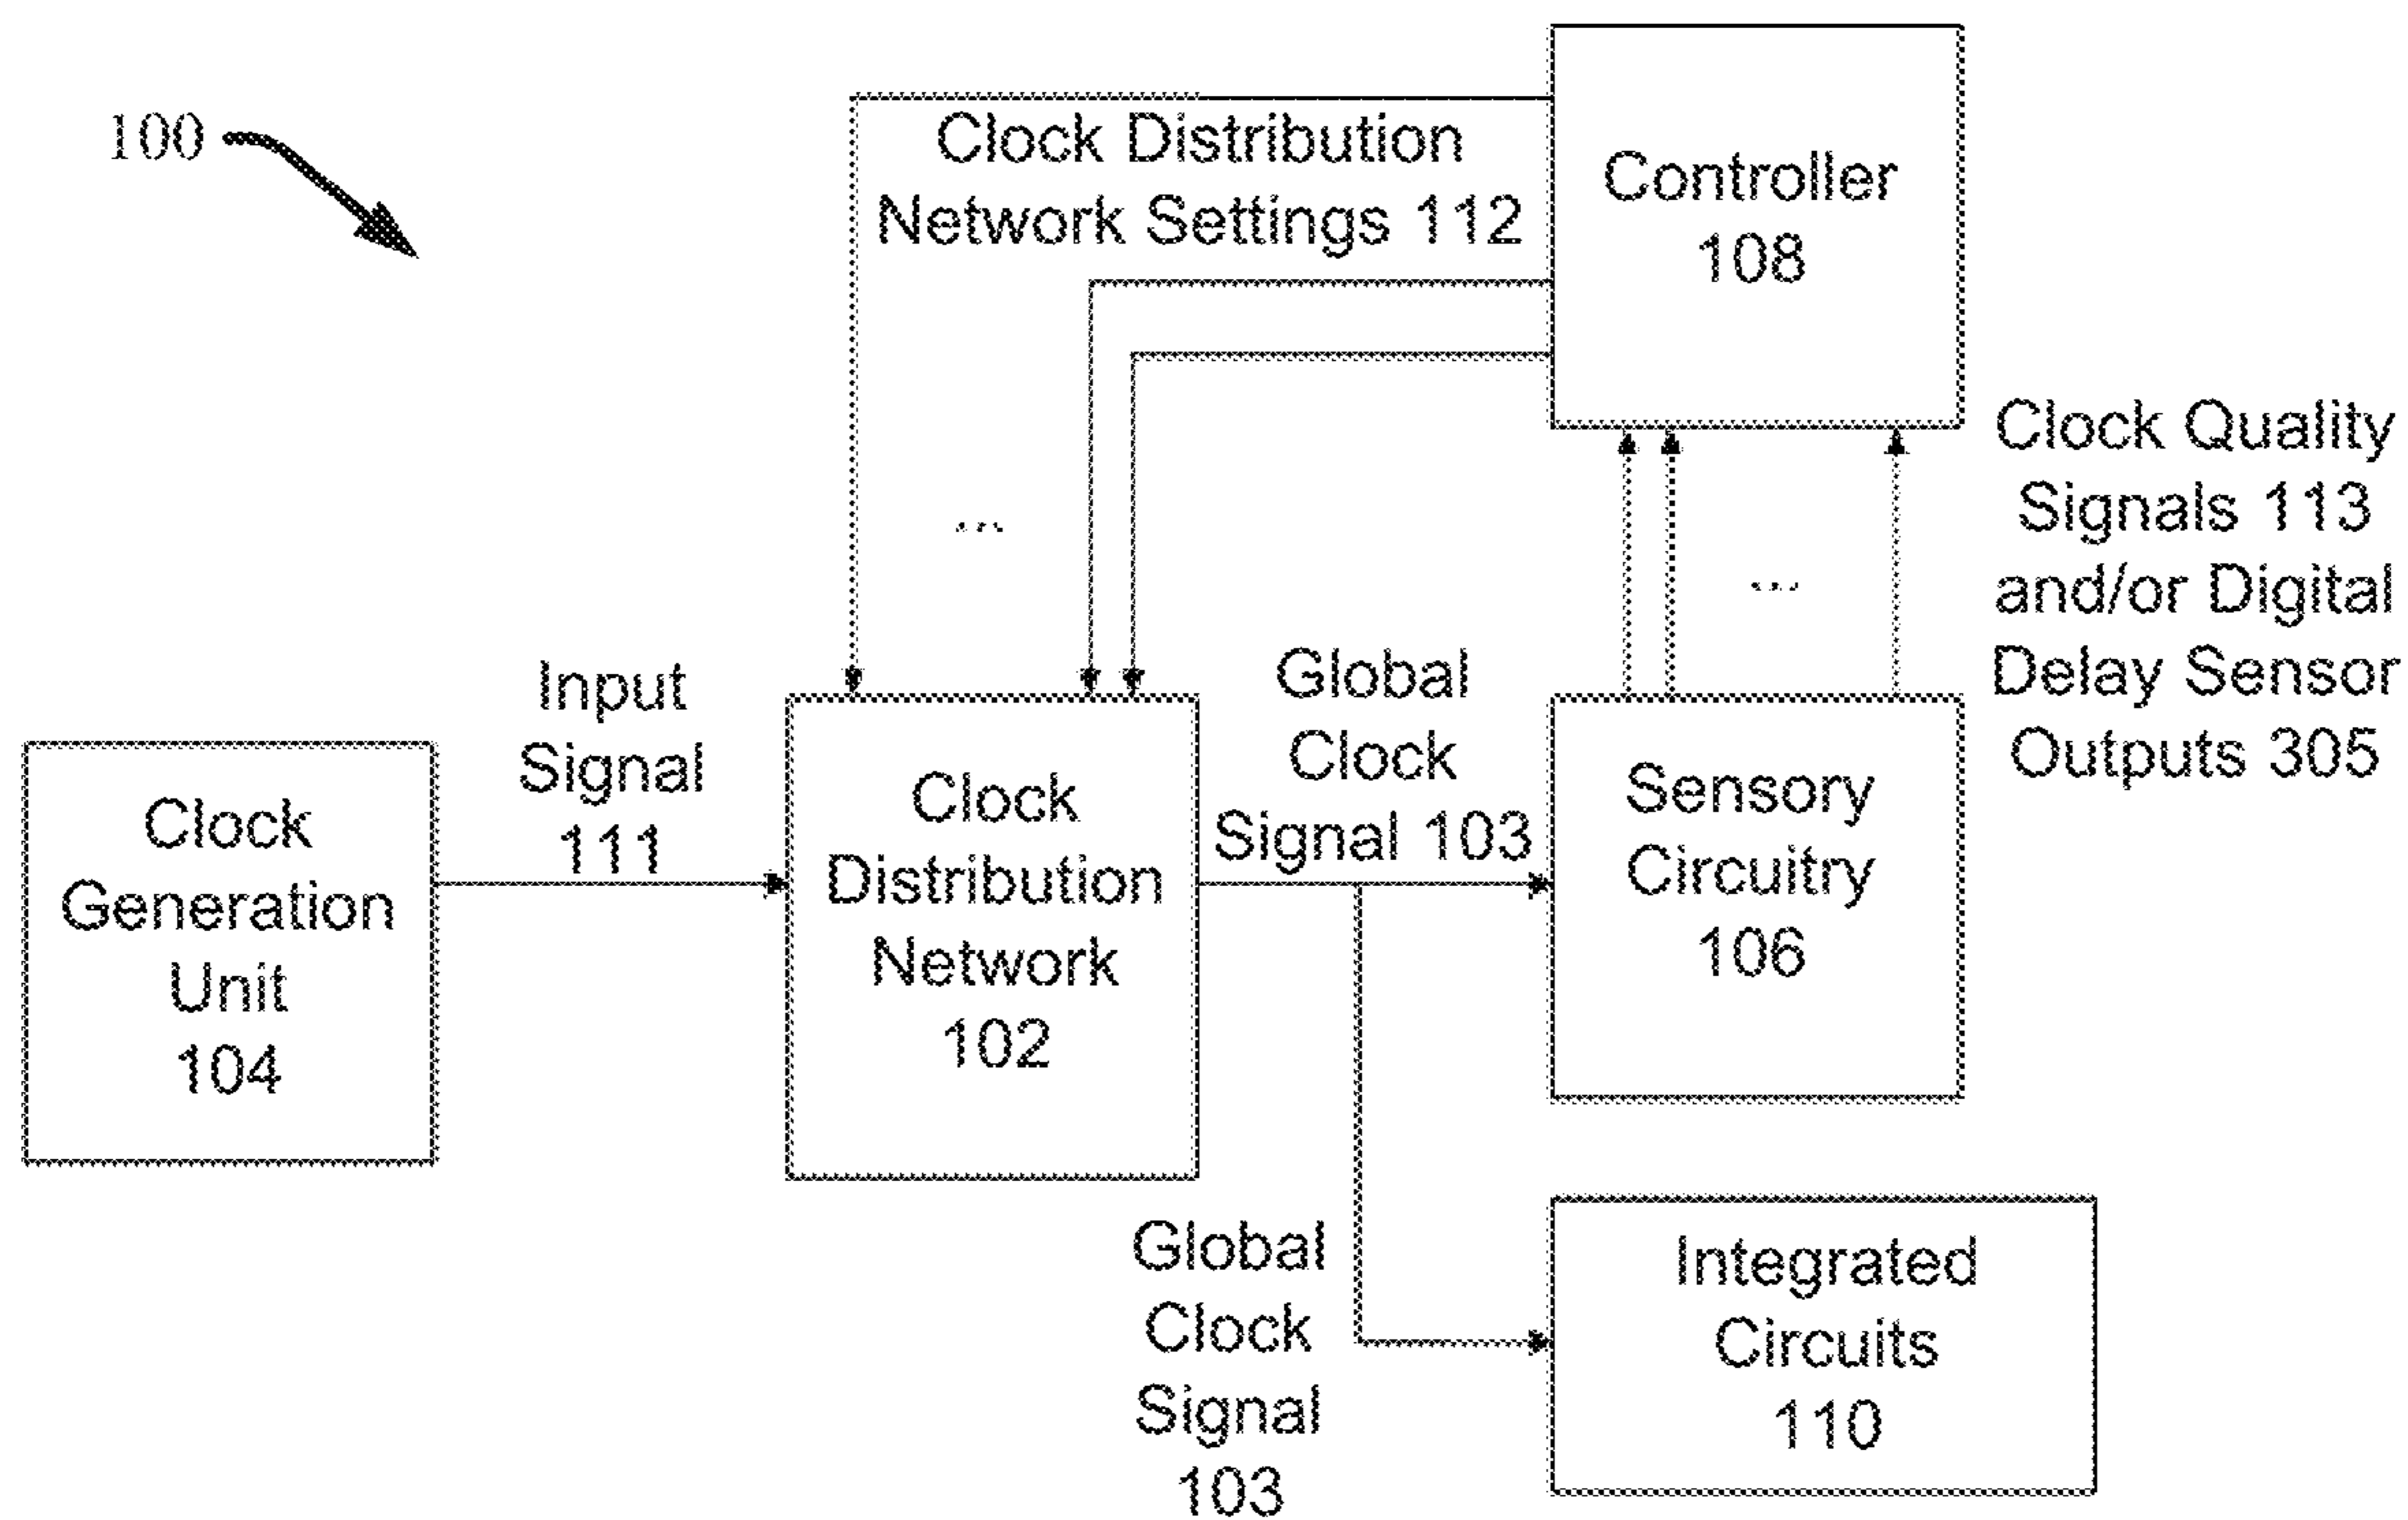 100
Clock Distribution
Network Settings 112
Controller
108
Clock Quality
Signals 113
and/or Digital
Delay Sensor
Outputs 305
...
...
Input
Signal
111
Global
Clock
Signal 103
Clock
Generation
Unit
104
Clock
Distribution
Network
102
Sensory
Circuitry
106
Global
Clock
Signal
103
Integrated
Circuits
110